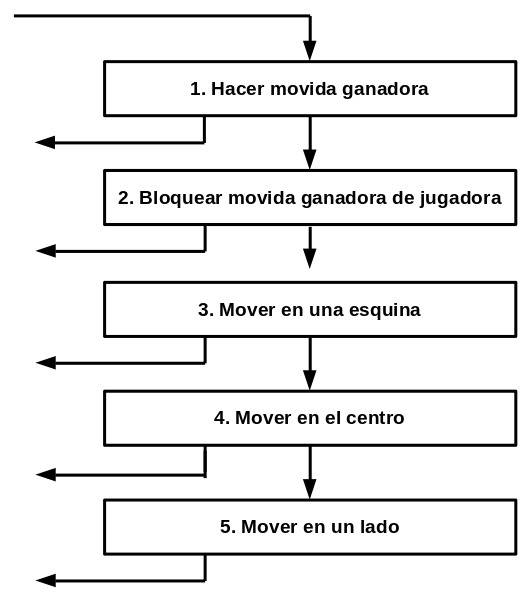 1. Hacer movida ganadora
2. Bloquear movida ganadora de jugadora
3. Mover en una esquina
4. Mover en el centro
5. Mover en un lado